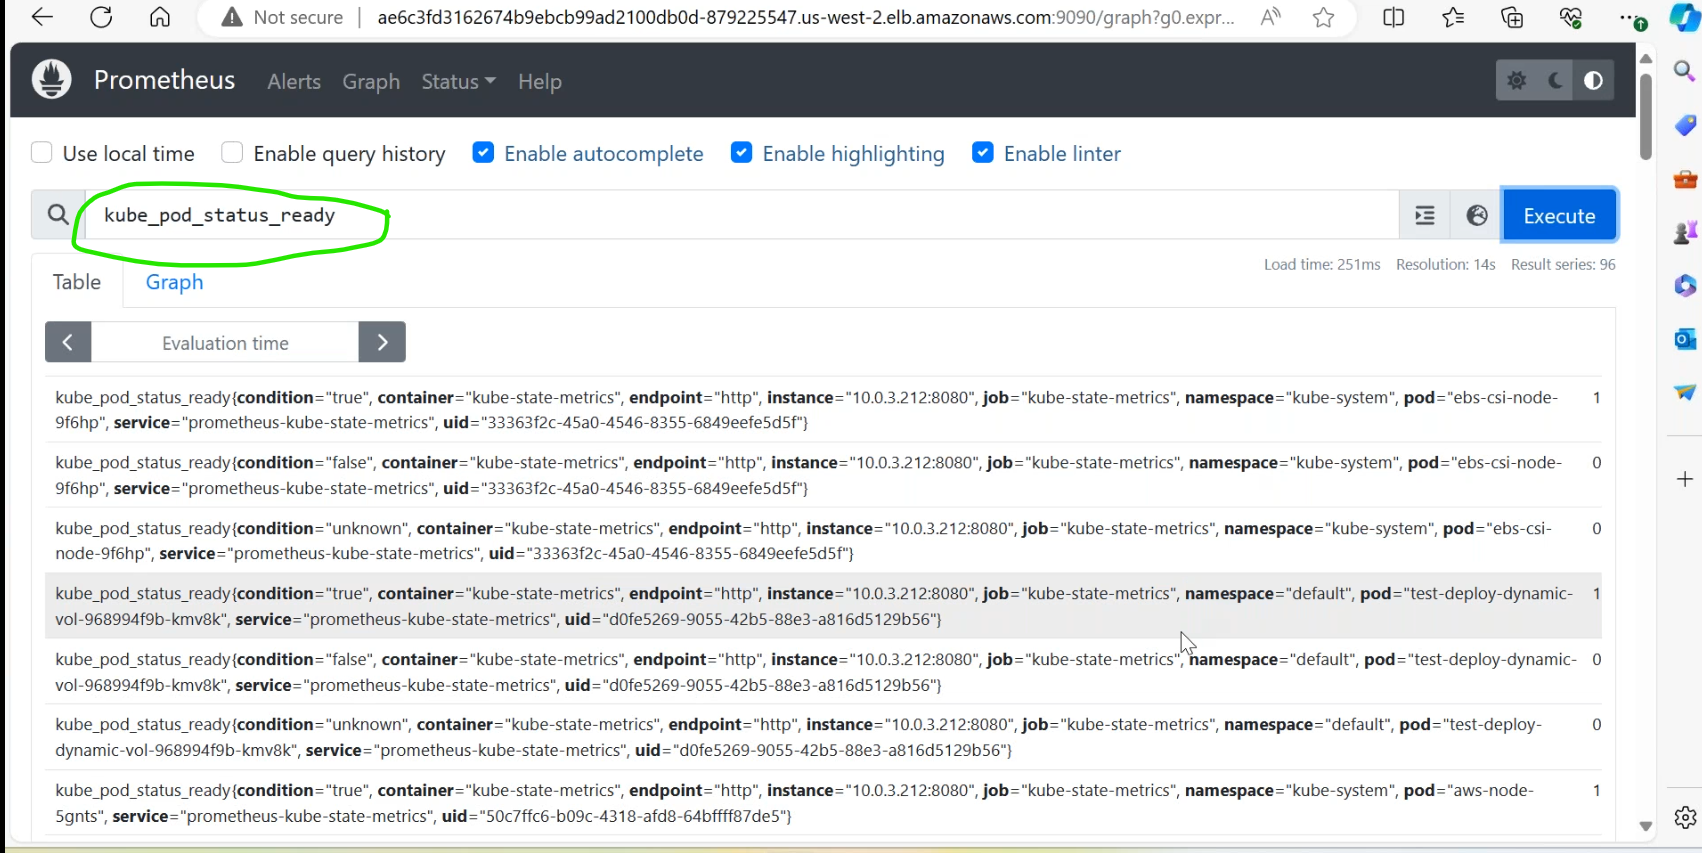 Not secure | ae6c3fd3162674b9ebcb99ad2100db0d-879225547.us-west-2.elb.amazonaws.com:9090/graph?g0.expr...
Prometheus Alerts Graph Status Help
Use local time Enable query history Enable autocomplete Enable highlighting Enable linter
kube_pod_status_ready
Execute
Load time: 251ms Resolution: 14s Result series: 96
Table Graph
Evaluation time
kube_pod_status_ready{condition="true", container="kube-state-metrics", endpoint="http", instance="10.0.3.212:8080", job="kube-state-metrics", namespace="kube-system", pod="ebs-csi-node- 1
9f6hp", service="prometheus-kube-state-metrics", uid="33363f2c-45a0-4546-8355-6849eefe5d5f"}
kube_pod_status_ready{condition="false", container="kube-state-metrics", endpoint="http", instance="10.0.3.212:8080", job="kube-state-metrics", namespace="kube-system", pod="ebs-csi-node- 0
9f6hp", service="prometheus-kube-state-metrics", uid="33363f2c-45a0-4546-8355-6849eefe5d5f"}
kube_pod_status_ready{condition="unknown", container="kube-state-metrics", endpoint="http", instance="10.0.3.212:8080", job="kube-state-metrics", namespace="kube-system", pod="ebs-csi- 0
node-9f6hp", service="prometheus-kube-state-metrics", uid="33363f2c-45a0-4546-8355-6849eefe5d5f"}
kube_pod_status_ready{condition="true", container="kube-state-metrics", endpoint="http", instance="10.0.3.212:8080", job="kube-state-metrics", namespace="default", pod="test-deploy-dynamic- 1
vol-968994f9b-kmv8k", service="prometheus-kube-state-metrics", uid="d0fe5269-9055-42b5-88e3-a816d5129b56"}
kube_pod_status_ready{condition="false", container="kube-state-metrics", endpoint="http", instance="10.0.3.212:8080", job="kube-state-metrics", namespace="default", pod="test-deploy-dynamic- 0
vol-968994f9b-kmv8k", service="prometheus-kube-state-metrics", uid="d0fe5269-9055-42b5-88e3-a816d5129b56"}
kube_pod_status_ready{condition="unknown", container="kube-state-metrics", endpoint="http", instance="10.0.3.212:8080", job="kube-state-metrics", namespace="default", pod="test-deploy- 0
dynamic-vol-968994f9b-kmv8k", service="prometheus-kube-state-metrics", uid="d0fe5269-9055-42b5-88e3-a816d5129b56"}
kube_pod_status_ready{condition="true", container="kube-state-metrics", endpoint="http", instance="10.0.3.212:8080", job="kube-state-metrics", namespace="kube-system", pod="aws-node- 1
5gnts", service="prometheus-kube-state-metrics", uid="50c7ffc6-b09c-4318-afd8-64bffff87de5"}